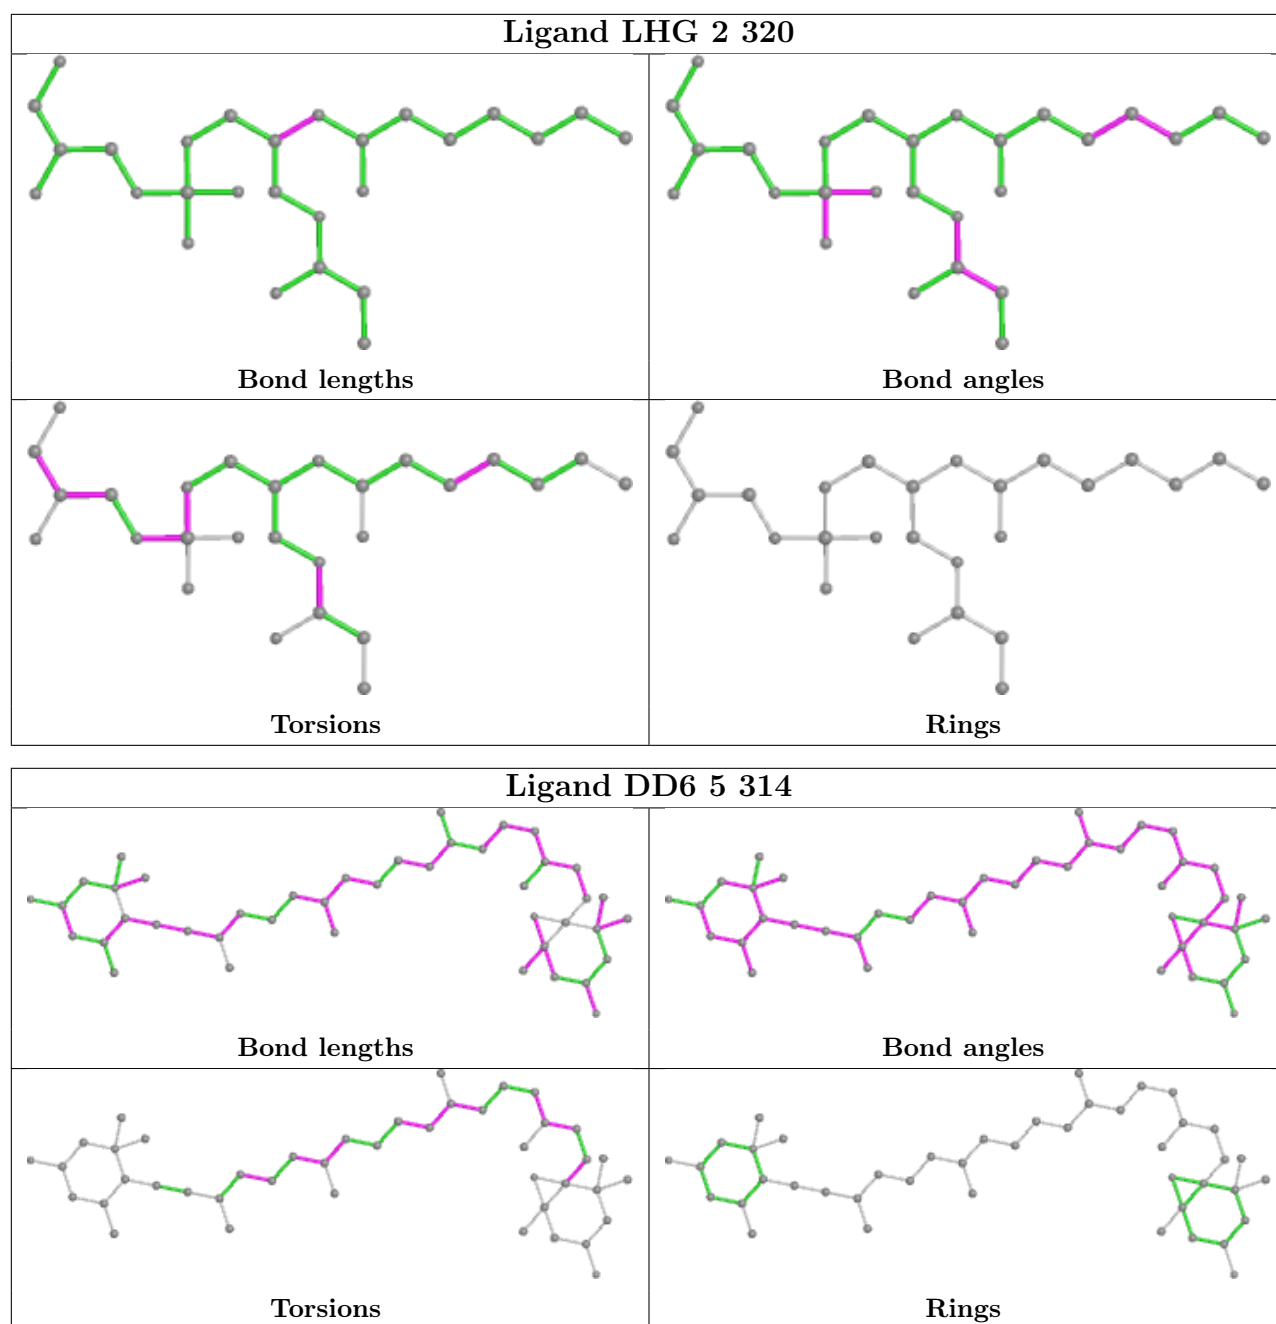 Ligand LHG 2 320
Bond lengths
Bond angles
Torsions
Rings
Ligand DD6 5 314
Bond lengths
Bond angles
Torsions
Rings